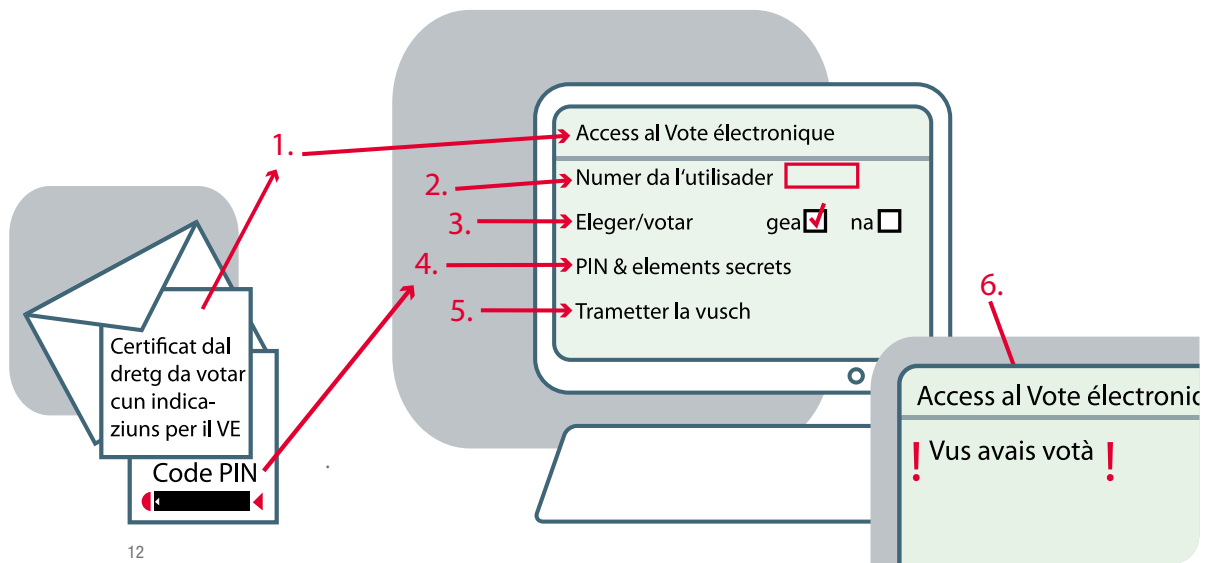 1.
Access al Vote électronique
2.
Numer da l'utilisader
3.
Eleger/votar gea na
4.
PIN & elements secrets
5.
Trametter la vusch
Certificat dal
dretg da votar
cun indica-
ziuns per il VE
Code PIN
6.
Access al Vote électroniq
! Vus avais votà !
12